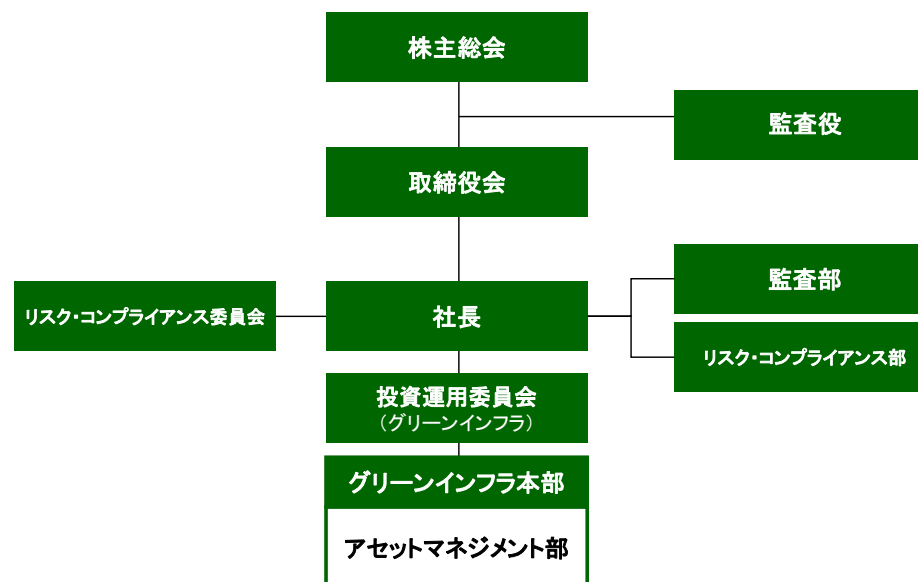 株主総会
監査役
取締役会
監査部
リスク・コンプライアンス委員会
社長
リスク・コンプライアンス部
投資運用委員会
（グリーンインフラ）
グリーンインフラ本部
アセットマネジメント部